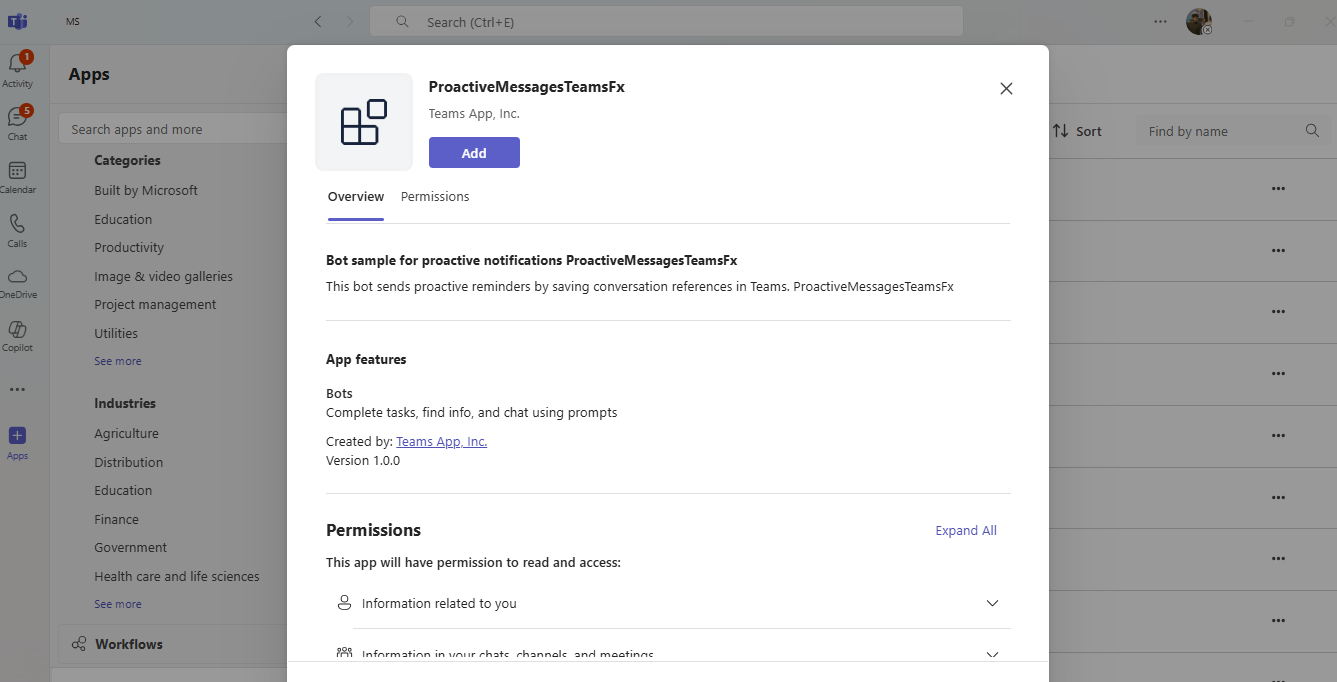 MS
Search (Ctrl+E)
1
Activity
5
Chat
Calendar
Calls
OneDrive
Copilot
Apps
Apps
Search apps and more
Categories
Built by Microsoft
Education
Productivity
Image & video galleries
Project management
Utilities
See more
Industries
Agriculture
Distribution
Education
Finance
Government
Health care and life sciences
See more
Workflows
ProactiveMessagesTeamsFx
Teams App, Inc.
Add
Overview
Permissions
Bot sample for proactive notifications ProactiveMessagesTeamsFx
This bot sends proactive reminders by saving conversation references in Teams. ProactiveMessagesTeamsFx
App features
Bots
Complete tasks, find info, and chat using prompts
Created by: Teams App, Inc.
Version 1.0.0
Permissions
Expand All
This app will have permission to read and access:
Information related to you
Information in your chats, channels, and meetings
Sort
Find by name